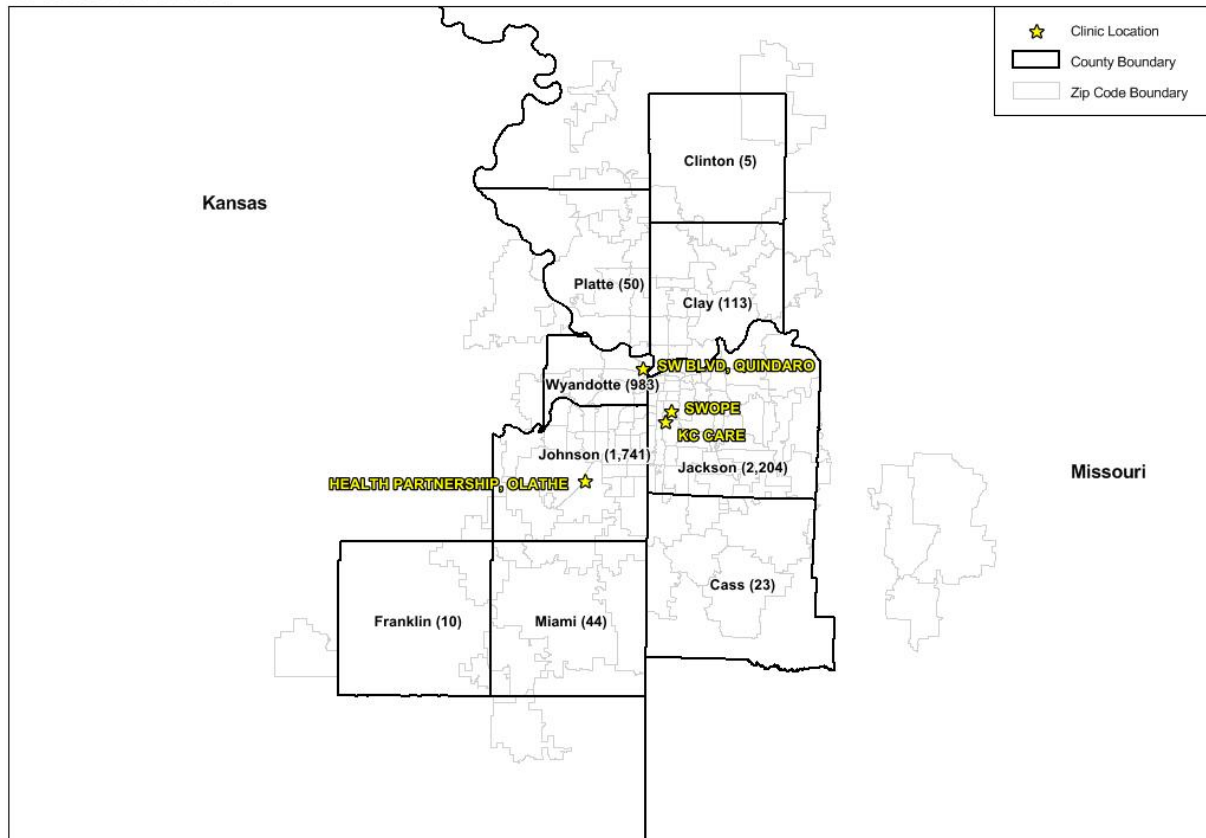 Clinic Location
County Boundary
Zip Code Boundary
Clinton (5)
Kansas
Platte (50)
Clay (113)
SW BLVD, QUINDARO
Wyandotte (983)
SWOPE
KC CARE
Johnson (1,741)
Jackson (2,204)
Missouri
HEALTH PARTNERSHIP, OLATHE
Cass (23)
Franklin (10)
Miami (44)